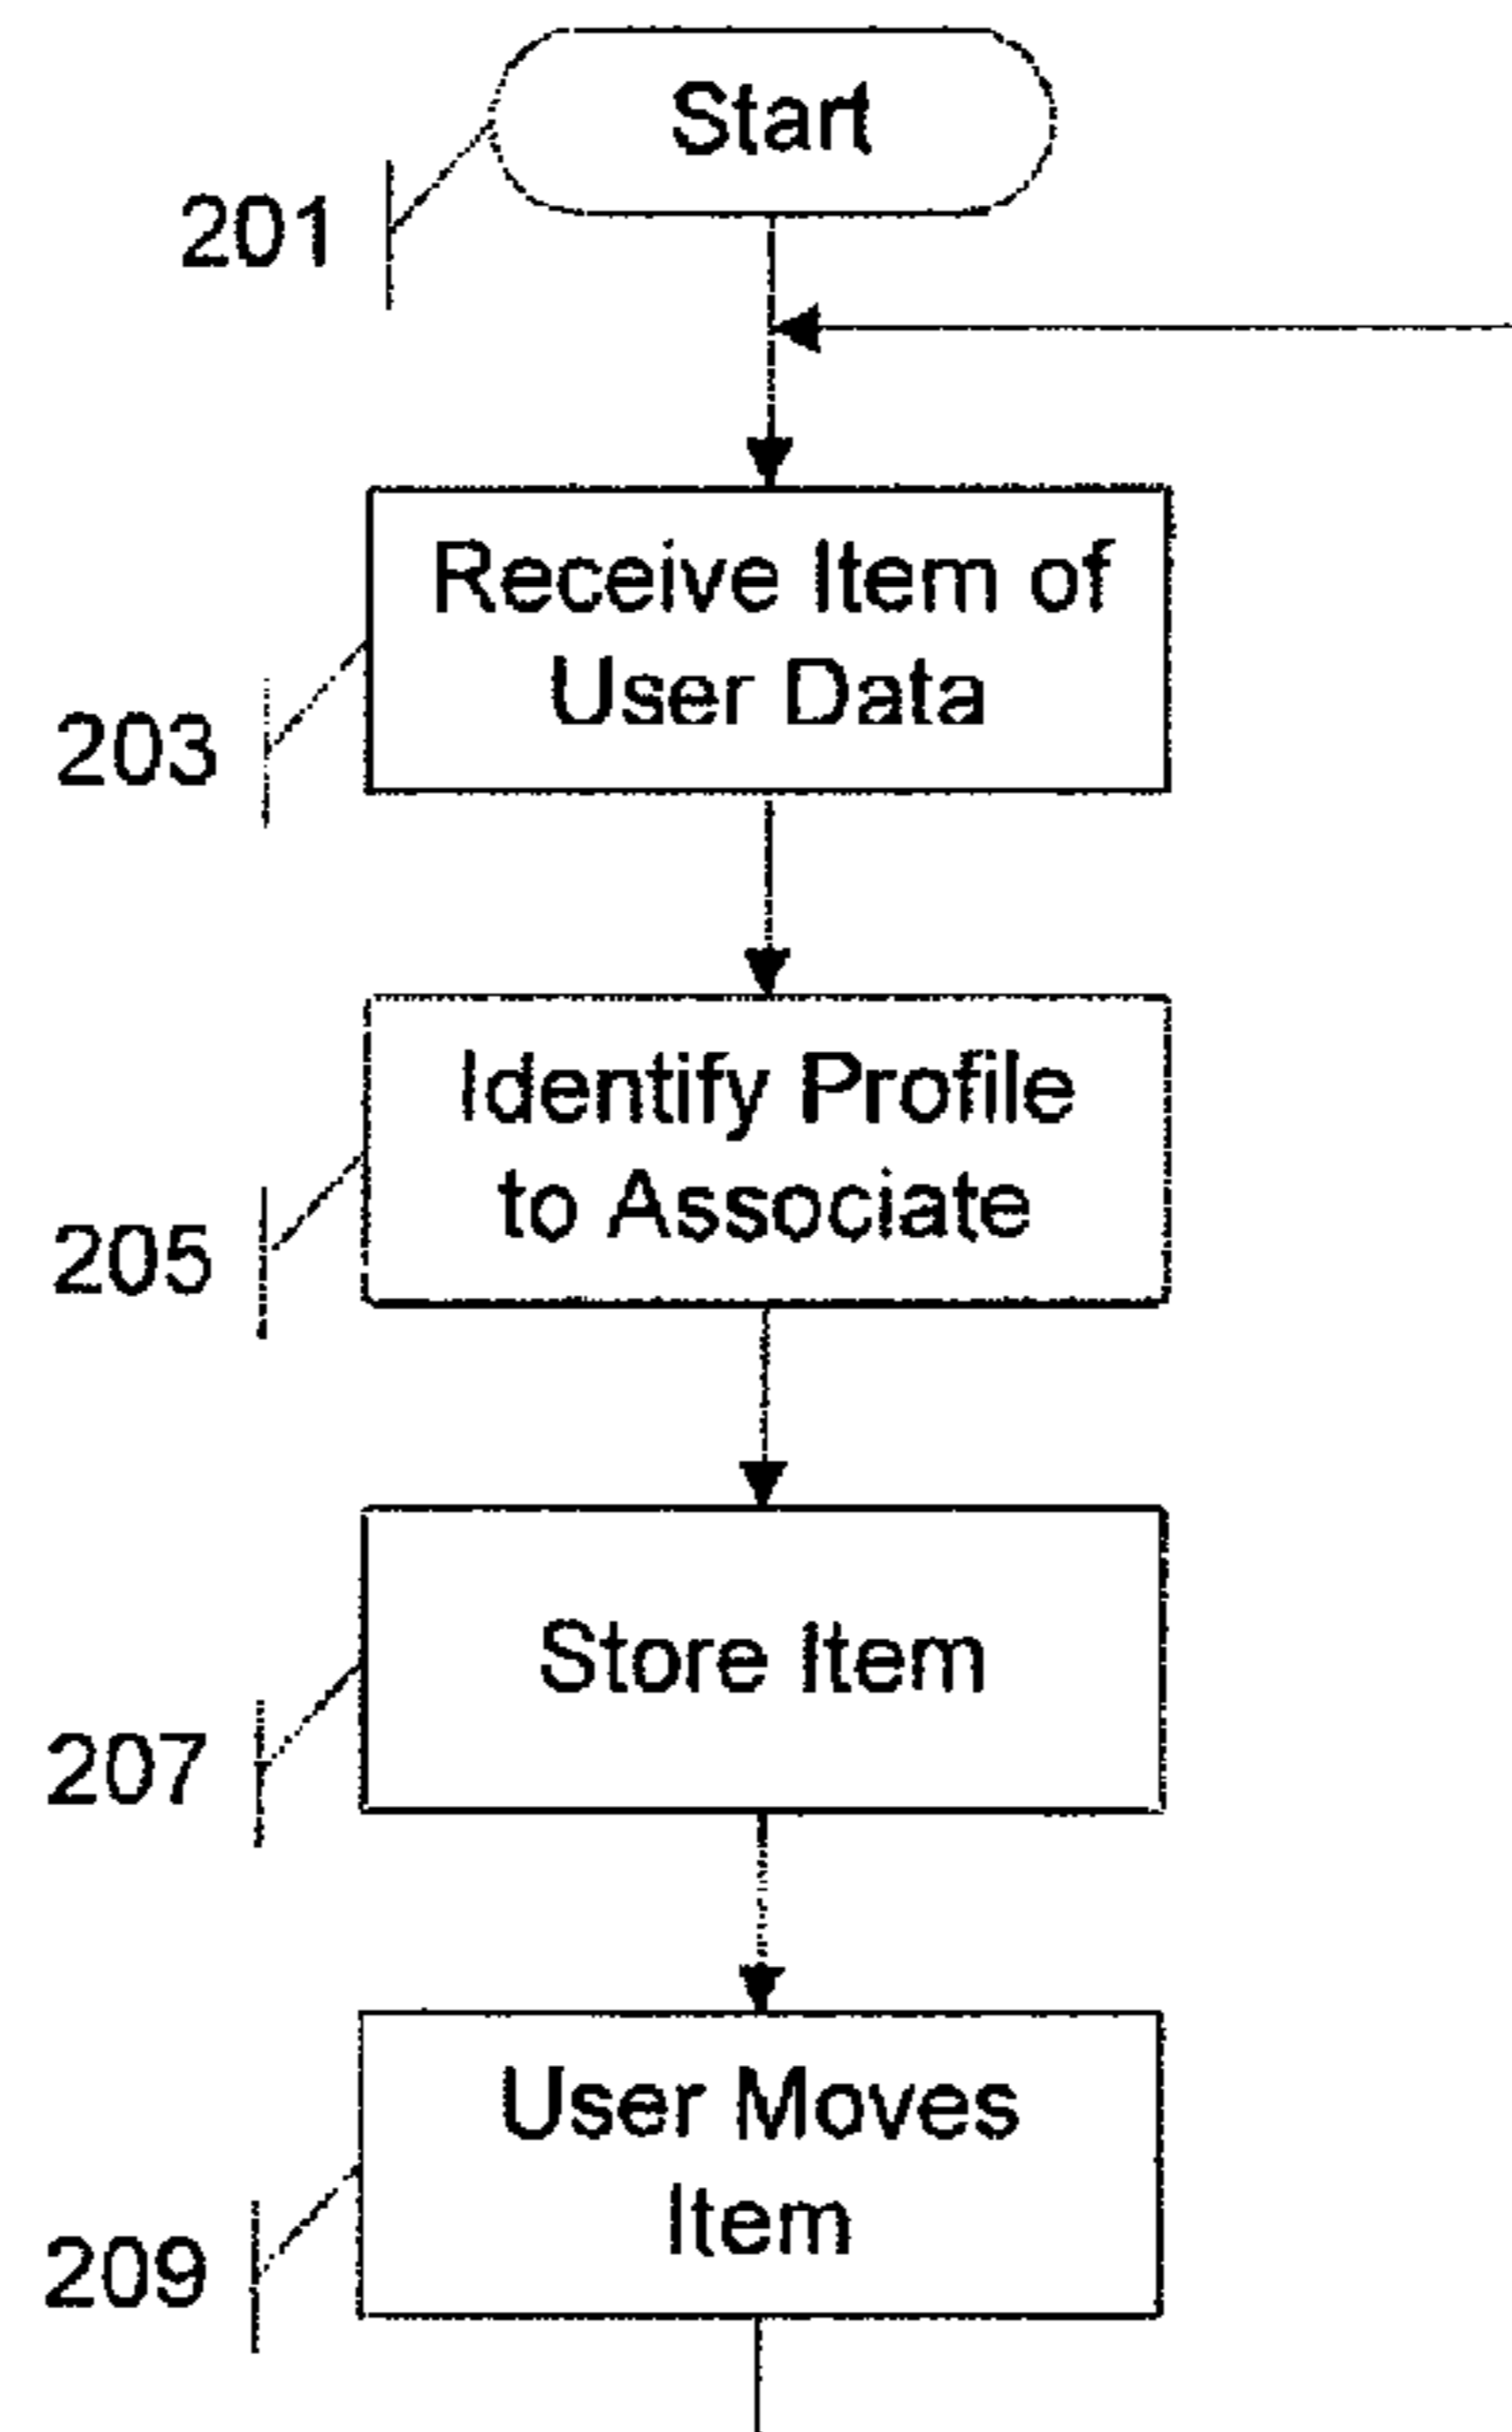 Start
201
Receive Item of
User Data
203
Identify Profile
to Associate
205
Store Item
207
User Moves
Item
209